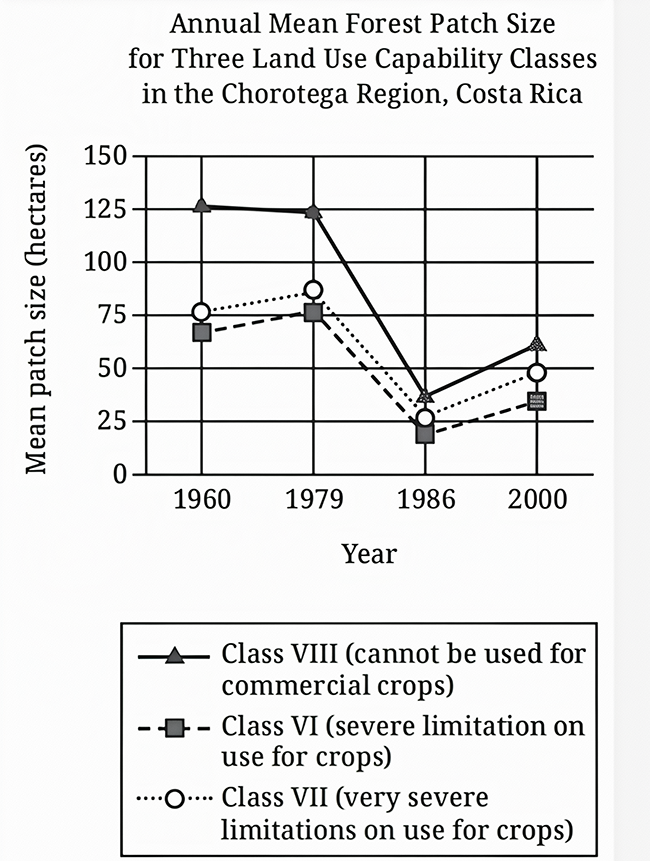 Annual Mean Forest Patch Size
for Three Land Use Capability Classes
in the Chorotega Region, Costa Rica
Mean patch size (hectares)
150
125
100
75
50
25
0
1960 1979 1986 2000
Year
Class VIII (cannot be used for
commercial crops)
Class VI (severe limitation on
use for crops)
Class VII (very severe
limitations on use for crops)